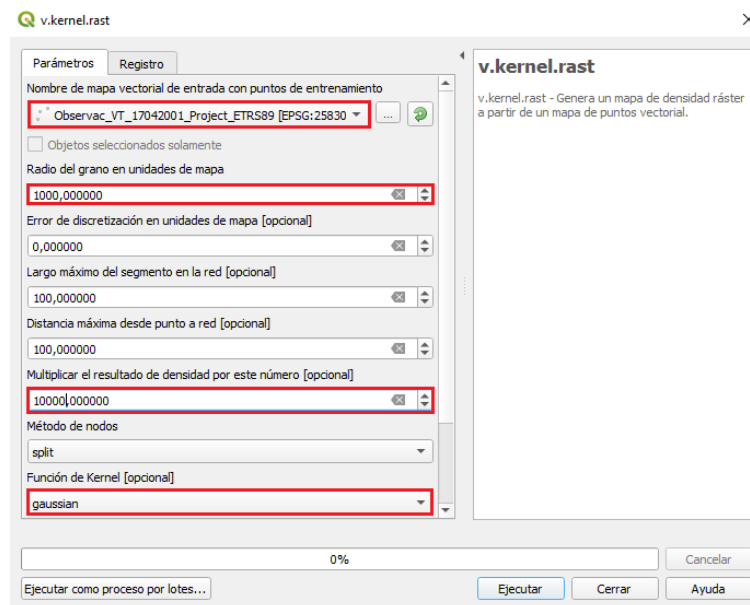 v.kernel.rast
Parámetros
Registro
Nombre de mapa vectorial de entrada con puntos de entrenamiento
Observac_VT_17042001_Project_ETRS89 [EPSG:25830
...
Objetos seleccionados solamente
Radio del grano en unidades de mapa
1000,000000
Error de discretización en unidades de mapa [opcional]
0,000000
Largo máximo del segmento en la red [opcional]
100,000000
Distancia máxima desde punto a red [opcional]
100,000000
Multiplicar el resultado de densidad por este número [opcional]
10000,000000
Método de nodos
split
Función de Kernel [opcional]
gaussian
v.kernel.rast
v.kernel.rast - Genera un mapa de densidad ráster
a partir de un mapa de puntos vectorial.
0%
Cancelar
Ejecutar como proceso por lotes...
Ejecutar
Cerrar
Ayuda